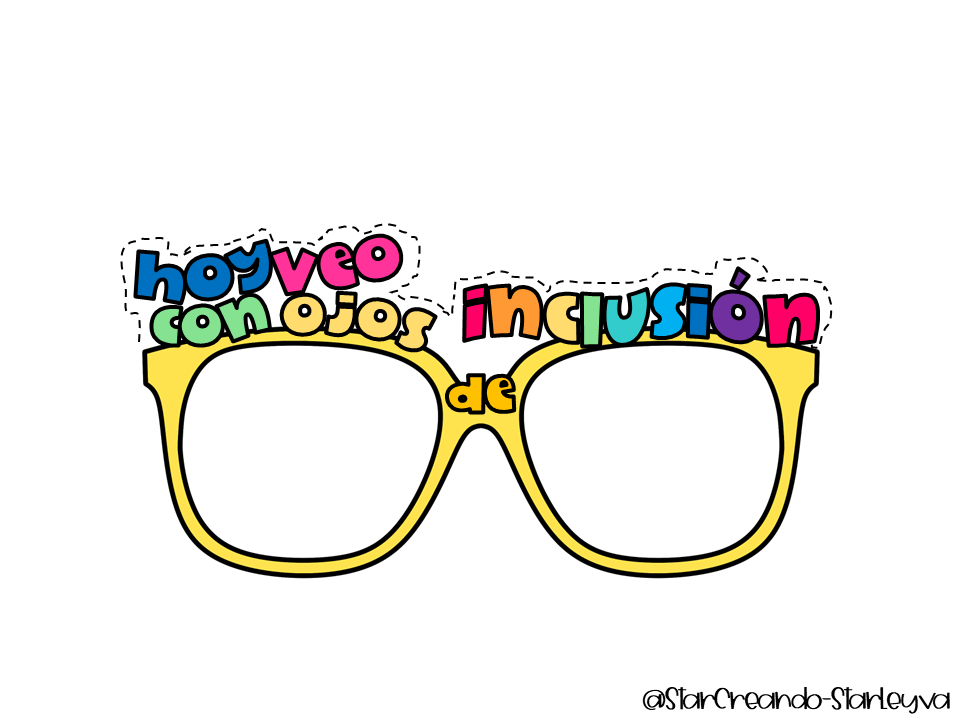 hoy veo
con ojos
de
inclusión
@StarCreando-StarLeyva